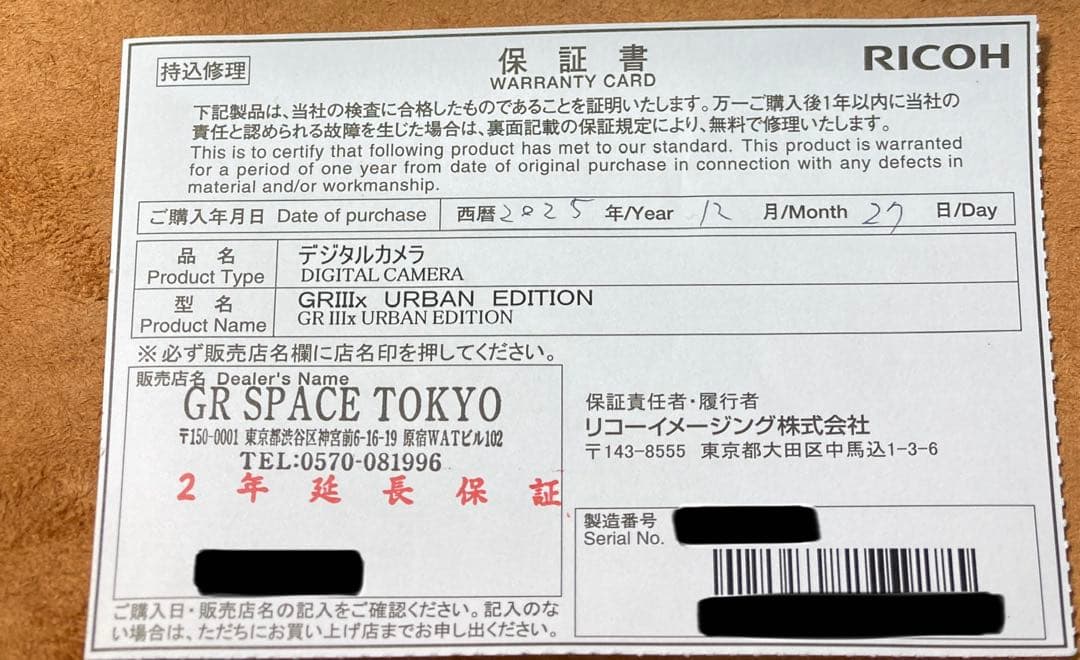 持込修理
保証書
WARRANTY CARD
RICOH
下記製品は、当社の検査に合格したものであることを証明いたします。万一ご購入後1年以内に当社の
責任と認められる故障を生じた場合は、裏面記載の保証規定により、無料で修理いたします。
This is to certify that following product has met to our standard. This product is warranted
for a period of one year from date of original purchase in connection with any defects in
material and/or workmanship.
ご購入年月日 Date of purchase 西暦 2025 年/Year 12 月/Month 27 日/Day
品名 デジタルカメラ
Product Type DIGITAL CAMERA
型名 GRIIIx URBAN EDITION
Product Name GR IIIx URBAN EDITION
※必ず販売店名欄に店名印を押してください。
販売店名 Dealer's Name
GR SPACE TOKYO
〒150-0001 東京都渋谷区神宮前6-16-19 原宿WATビル102
TEL:0570-081996
2年延長保証
保証責任者・履行者
リコーイメージング株式会社
〒143-8555 東京都大田区中馬込1-3-6
製造番号
Serial No.
ご購入日・販売店名の記入をご確認ください。記入のな
い場合は、ただちにお買い上げ店までお申し出ください。